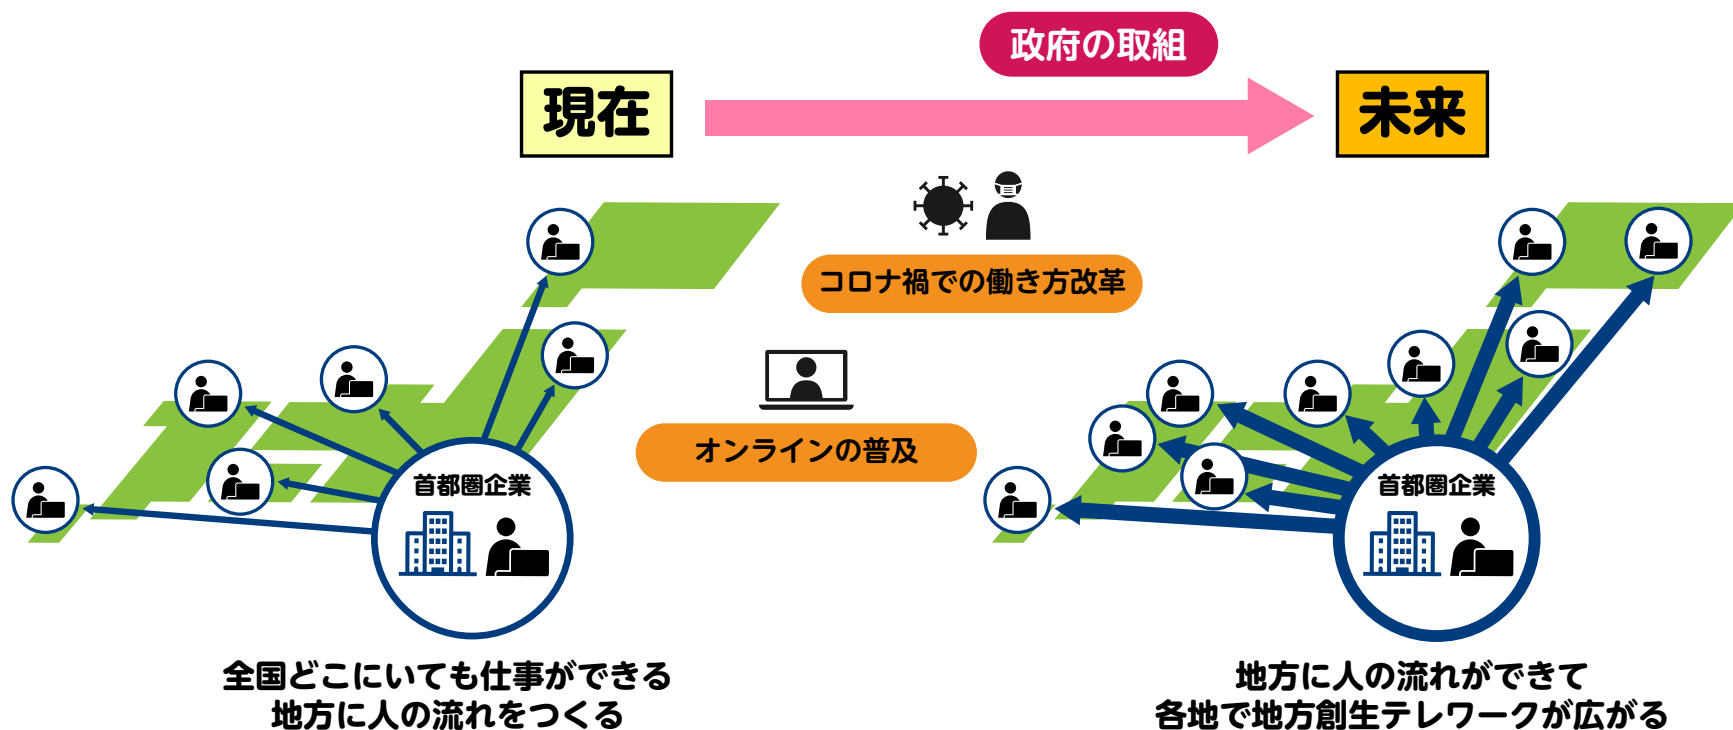 政府の取組
現在
未来
コロナ禍での働き方改革
オンラインの普及
首都圏企業
首都圏企業
全国どこにいても仕事ができる
地方に人の流れをつくる
地方に人の流れができて
各地で地方創生テレワークが広がる